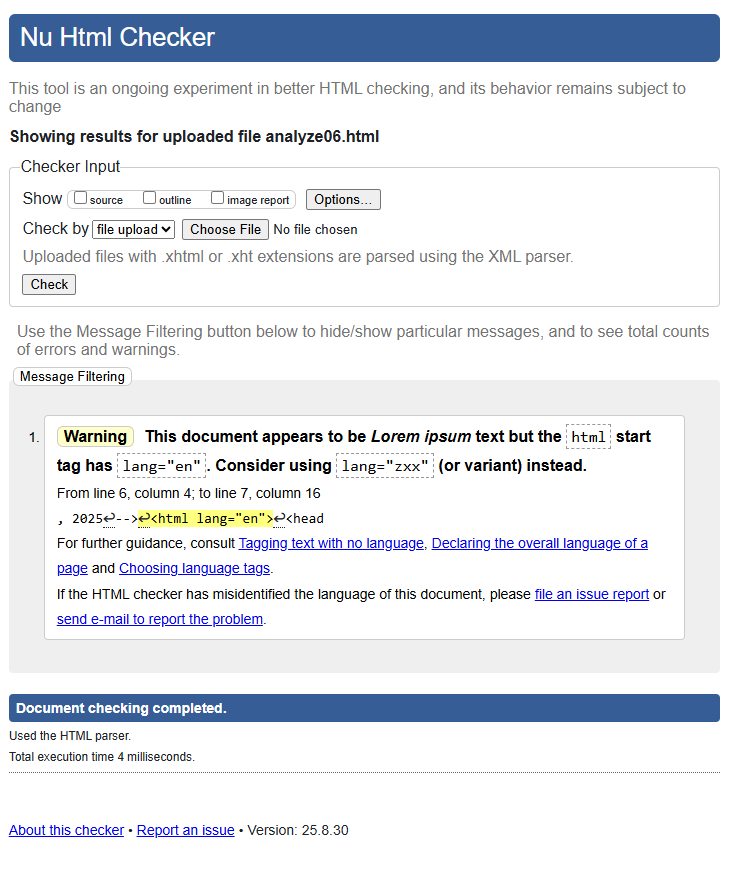 Nu Html Checker
This tool is an ongoing experiment in better HTML checking, and its behavior remains subject to
change
Showing results for uploaded file analyze06.html
Checker Input
Show source outline image report Options...
Check by file upload Choose File No file chosen
Uploaded files with .xhtml or .xht extensions are parsed using the XML parser.
Check
Use the Message Filtering button below to hide/show particular messages, and to see total counts
of errors and warnings.
Message Filtering
1. Warning This document appears to be Lorem ipsum text but the html start
tag has lang="en". Consider using lang="zxx" (or variant) instead.
From line 6, column 4; to line 7, column 16
, 2025↩-->↩<html lang="en">↩<head
For further guidance, consult Tagging text with no language, Declaring the overall language of a
page and Choosing language tags.
If the HTML checker has misidentified the language of this document, please file an issue report or
send e-mail to report the problem.
Document checking completed.
Used the HTML parser.
Total execution time 4 milliseconds.
About this checker • Report an issue • Version: 25.8.30